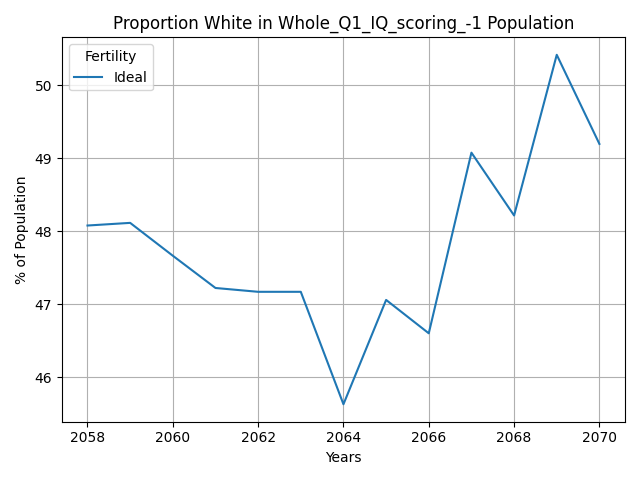 Proportion White in Whole_Q1_IQ_scoring_-1 Population
Fertility
Ideal
% of Population
50
49
48
47
46
2058 2060 2062 2064 2066 2068 2070
Years